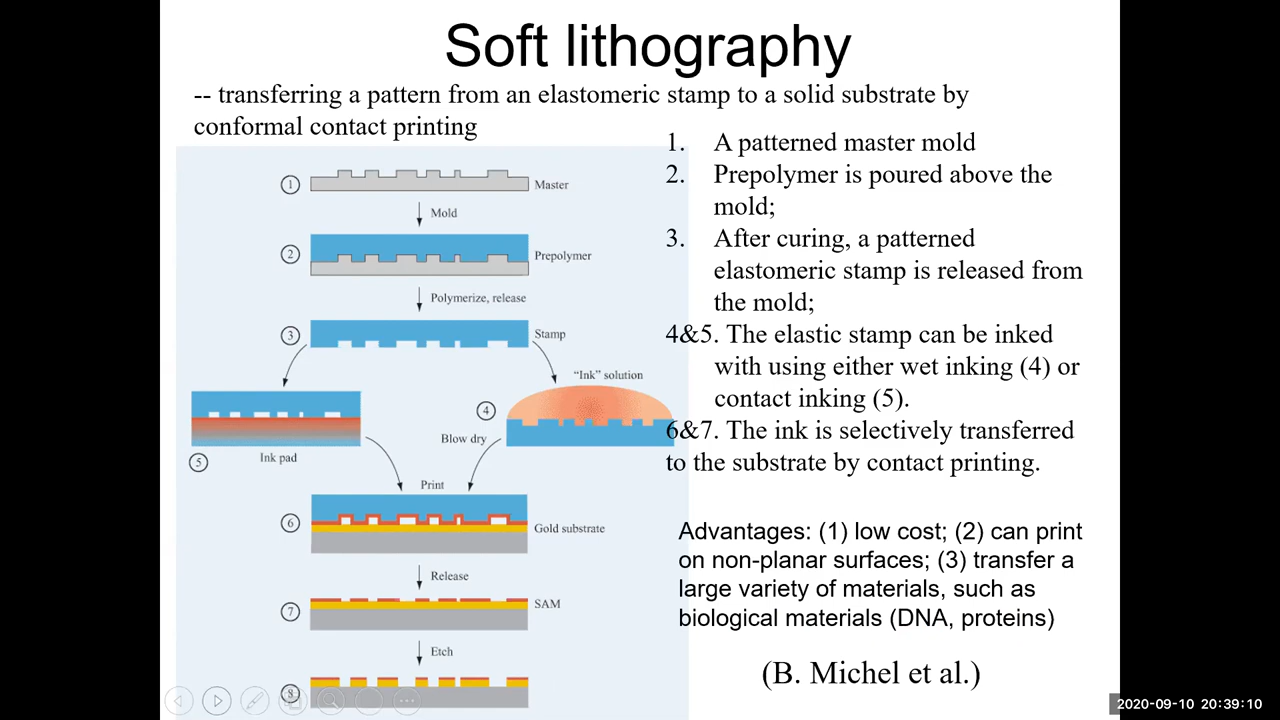 Soft lithography
-- transferring a pattern from an elastomeric stamp to a solid substrate by
conformal contact printing
1. A patterned master mold
2. Prepolymer is poured above the
mold;
3. After curing, a patterned
elastomeric stamp is released from
the mold;
4&5. The elastic stamp can be inked
with using either wet inking (4) or
contact inking (5).
6&7. The ink is selectively transferred
to the substrate by contact printing.
Advantages: (1) low cost; (2) can print
on non-planar surfaces; (3) transfer a
large variety of materials, such as
biological materials (DNA, proteins)
(B. Michel et al.)
1
Master
Mold
2
Prepolymer
Polymerize, release
3
Stamp
"Ink" solution
4
Blow dry
5
Ink pad
Print
6
Gold substrate
Release
7
SAM
Etch
8
2020-09-10 20:39:10